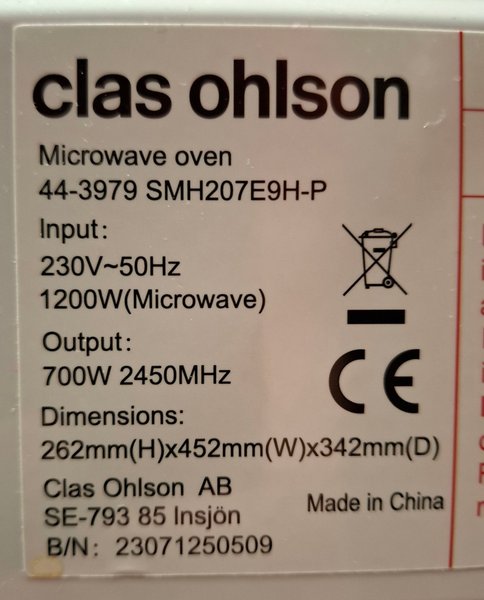 clas ohlson
Microwave oven
44-3979 SMH207E9H-P
Input:
230V~50Hz
1200W(Microwave)
Output:
700W 2450MHz
CE
Dimensions:
262mm(H)x452mm(W)x342mm(D)
Clas Ohlson AB
SE-793 85 Insjön
Made in China
B/N: 23071250509